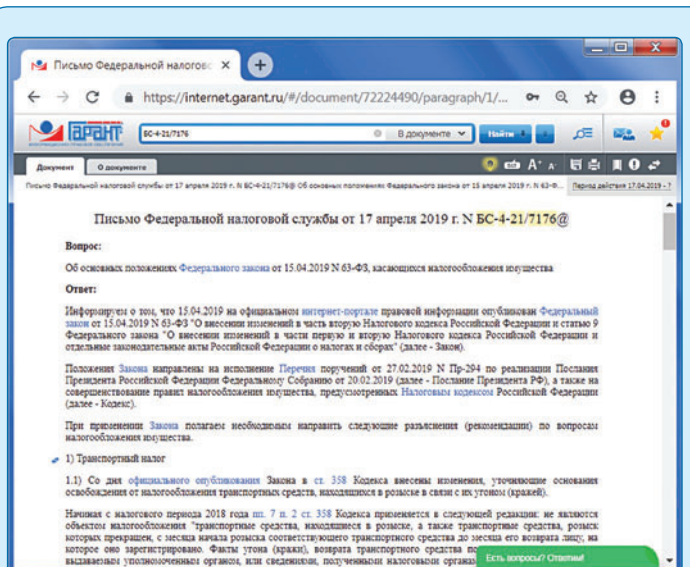 Письмо Федеральной налогово
https://internet.garant.ru/#/document/72224490/paragraph/1/...
ГАРАНТ
БС-4-21/7176
В документе
Найти
Документ
О документе
Письмо Федеральной налоговой службы от 17 апреля 2019 г. N БС-4-21/7176@ Об основных положениях Федерального закона от 15 апреля 2019 г. N 63-Ф...
Период действия 17.04.2019 - ?
Письмо Федеральной налоговой службы от 17 апреля 2019 г. N БС-4-21/7176@
Вопрос:
Об основных положениях Федерального закона от 15.04.2019 N 63-ФЗ, касающихся налогообложения имущества
Ответ:
Информируем о том, что 15.04.2019 на официальном интернет-портале правовой информации опубликован Федеральный
закон от 15.04.2019 N 63-ФЗ "О внесении изменений в часть вторую Налогового кодекса Российской Федерации и статью 9
Федерального закона "О внесении изменений в части первую и вторую Налогового кодекса Российской Федерации и
отдельные законодательные акты Российской Федерации о налогах и сборах" (далее - Закон).
Положения Закона направлены на исполнение Перечня поручений от 27.02.2019 N Пр-294 по реализации Послания
Президента Российской Федерации Федеральному Собранию от 20.02.2019 (далее - Послание Президента РФ), а также на
совершенствование правил налогообложения имущества, предусмотренных Налоговым кодексом Российской Федерации
(далее - Кодекс).
При применении Закона полагаем необходимым направить следующие разъяснения (рекомендации) по вопросам
налогообложения имущества.
1) Транспортный налог
1.1) Со дня официального опубликования Закона в ст. 358 Кодекса внесены изменения, уточняющие основания
освобождения от налогообложения транспортных средств, находящихся в розыске в связи с их угоном (кражей).
Начиная с налогового периода 2018 года пп. 7 п. 2 ст. 358 Кодекса применяется в следующей редакции: не являются
объектом налогообложения "транспортные средства, находящиеся в розыске, а также транспортные средства, розыск
которых прекращен, с месяца начала розыска соответствующего транспортного средства до месяца его возврата лицу, на
которое оно зарегистрировано. Факты угона (кражи), возврата транспортного средства по
выдаваемым уполномоченным органом, или сведениями, полученными налоговыми органа
Есть вопросы? Ответим!